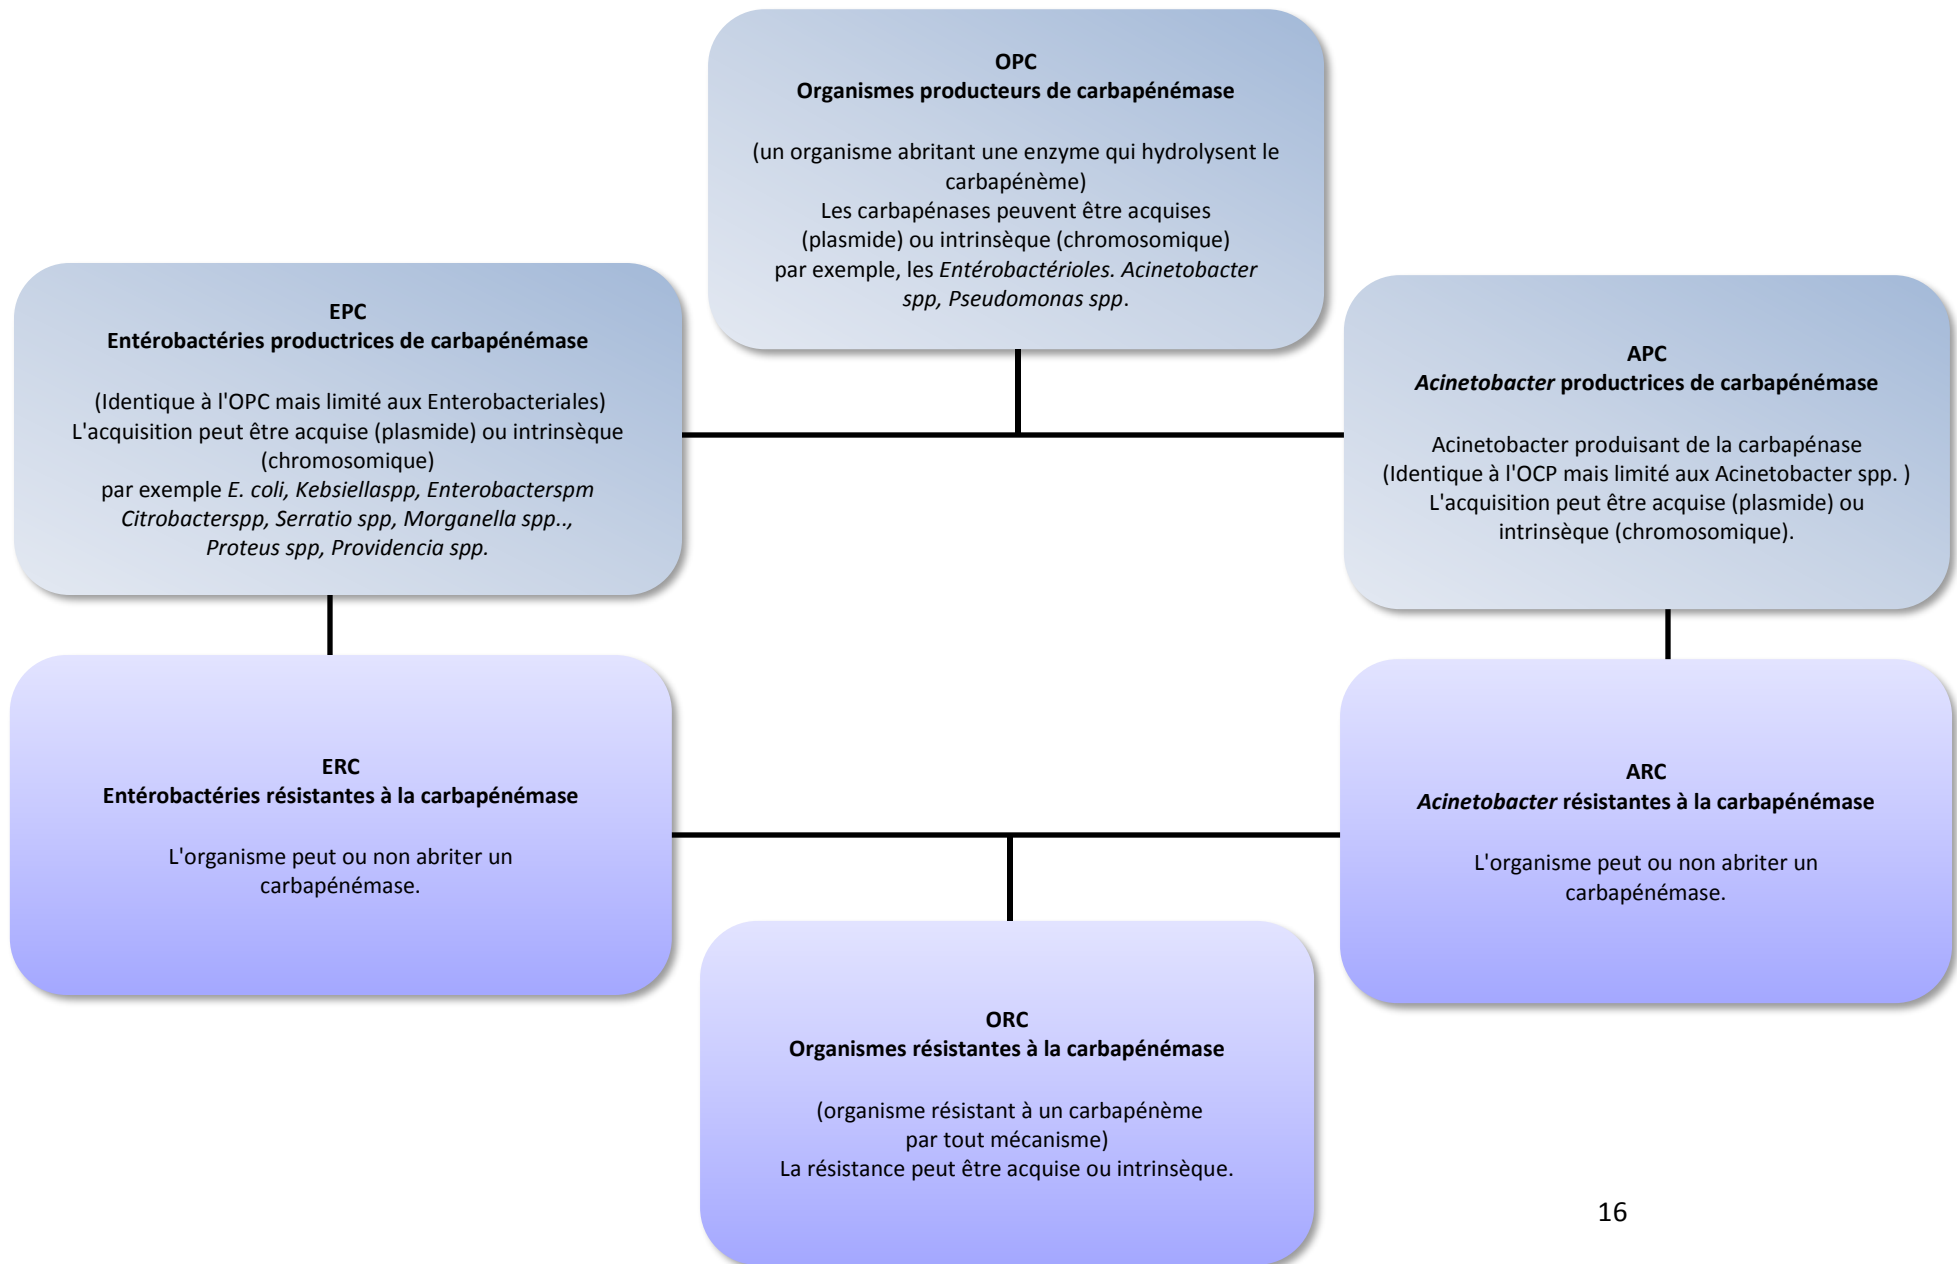 OPC
Organismes producteurs de carbapénémase
(un organisme abritant une enzyme qui hydrolysent le
carbapénème)
Les carbapénases peuvent être acquises
(plasmide) ou intrinsèque (chromosomique)
par exemple, les Entérobactérioles. Acinetobacter
spp, Pseudomonas spp.
EPC
Entérobactéries productrices de carbapénémase
(Identique à l'OPC mais limité aux Enterobacteriales)
L'acquisition peut être acquise (plasmide) ou intrinsèque
(chromosomique)
par exemple E. coli, Kebsiellaspp, Enterobacterspm
Citrobacterspp, Serratio spp, Morganella spp..,
Proteus spp, Providencia spp.
APC
Acinetobacter productrices de carbapénémase
Acinetobacter produisant de la carbapénase
(Identique à l'OCP mais limité aux Acinetobacter spp. )
L'acquisition peut être acquise (plasmide) ou
intrinsèque (chromosomique).
ERC
Entérobactéries résistantes à la carbapénémase
L'organisme peut ou non abriter un
carbapénémase.
ARC
Acinetobacter résistantes à la carbapénémase
L'organisme peut ou non abriter un
carbapénémase.
ORC
Organismes résistantes à la carbapénémase
(organisme résistant à un carbapénème
par tout mécanisme)
La résistance peut être acquise ou intrinsèque.
16